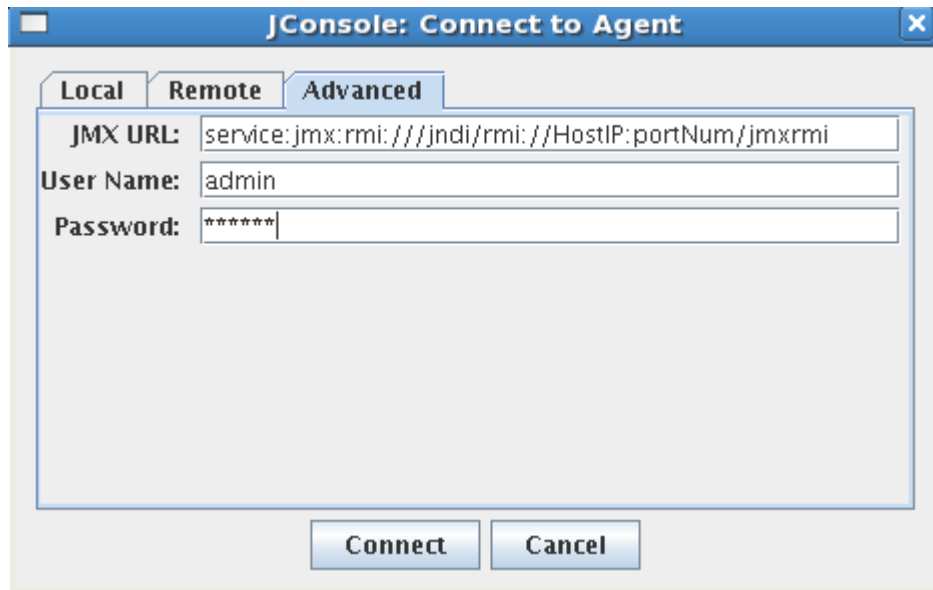 JConsole: Connect to Agent
Local Remote Advanced
JMX URL: service:jmx:rmi:///jndi/rmi://HostIP:portNum/jmxrmi
User Name: admin
Password: ******
Connect Cancel